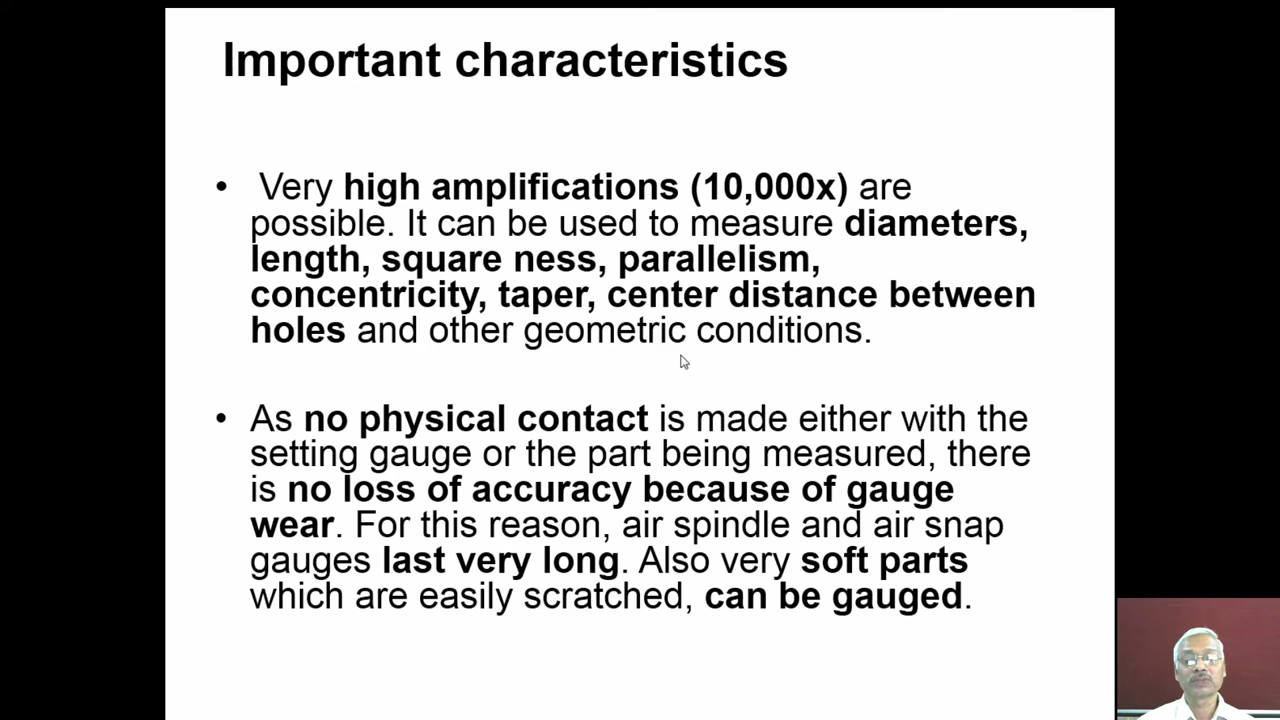 Important characteristics
• Very high amplifications (10,000x) are
possible. It can be used to measure diameters,
length, square ness, parallelism,
concentricity, taper, center distance between
holes and other geometric conditions.
• As no physical contact is made either with the
setting gauge or the part being measured, there
is no loss of accuracy because of gauge
wear. For this reason, air spindle and air snap
gauges last very long. Also very soft parts
which are easily scratched, can be gauged.